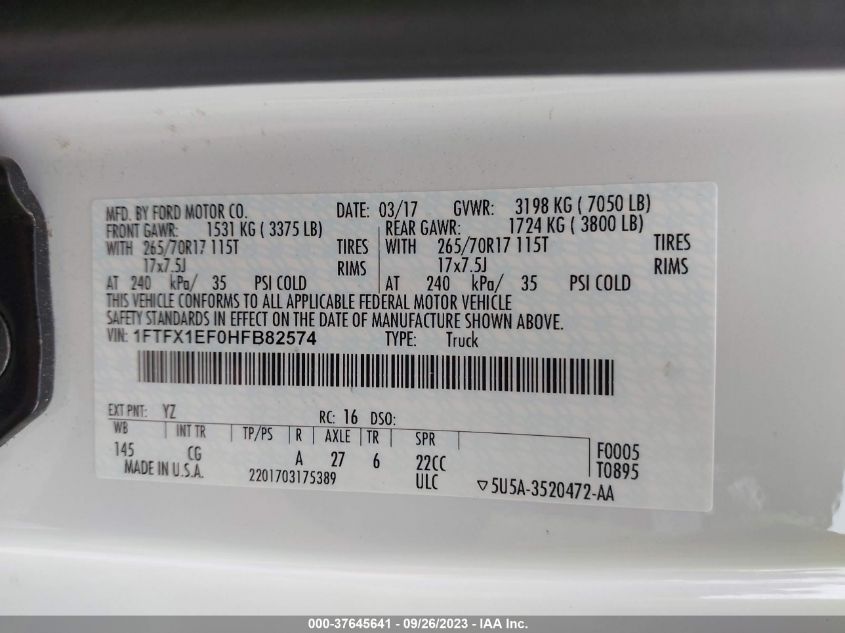 MFD. BY FORD MOTOR CO. DATE: 03/17 GVWR: 3198 KG ( 7050 LB)
FRONT GAWR: 1531 KG ( 3375 LB) REAR GAWR: 1724 KG ( 3800 LB)
WITH 265/70R17 115T TIRES WITH 265/70R17 115T TIRES
17x7.5J RIMS 17x7.5J RIMS
AT 240 kPa/ 35 PSI COLD AT 240 kPa/ 35 PSI COLD
THIS VEHICLE CONFORMS TO ALL APPLICABLE FEDERAL MOTOR VEHICLE
SAFETY STANDARDS IN EFFECT ON THE DATE OF MANUFACTURE SHOWN ABOVE.
VIN: 1FTFX1EF0HFB82574 TYPE: Truck
EXT PNT: YZ RC: 16 DSO:
WB INT TR TP/PS R AXLE TR SPR F0005
145 CG A 27 6 22CC T0895
MADE IN U.S.A. 2201703175389 ULC ▽5U5A-3520472-AA
000-37645641 - 09/26/2023 - IAA Inc.